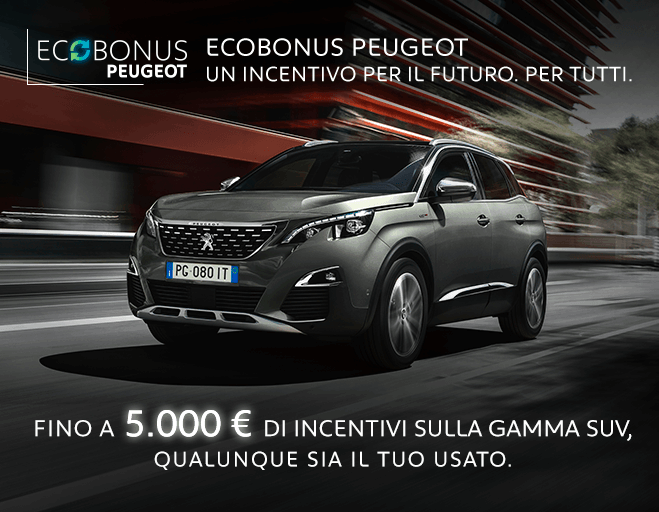 ECOBONUS
PEUGEOT
ECOBONUS PEUGEOT
UN INCENTIVO PER IL FUTURO. PER TUTTI.
PEUGEOT
PG 080 IT
FINO A 5.000 € DI INCENTIVI SULLA GAMMA SUV,
QUALUNQUE SIA IL TUO USATO.